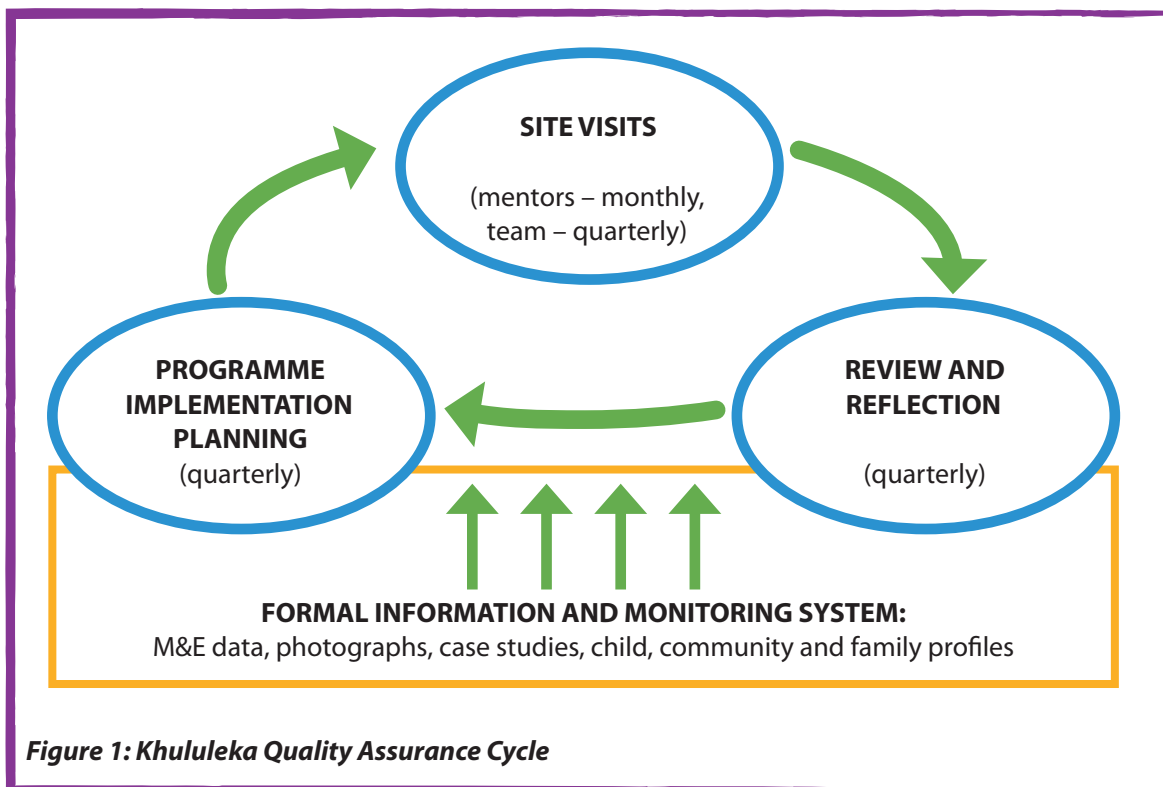 SITE VISITS
(mentors – monthly,
team – quarterly)
PROGRAMME
IMPLEMENTATION
PLANNING
(quarterly)
REVIEW AND
REFLECTION
(quarterly)
FORMAL INFORMATION AND MONITORING SYSTEM:
M&E data, photographs, case studies, child, community and family profiles
Figure 1: Khululeka Quality Assurance Cycle